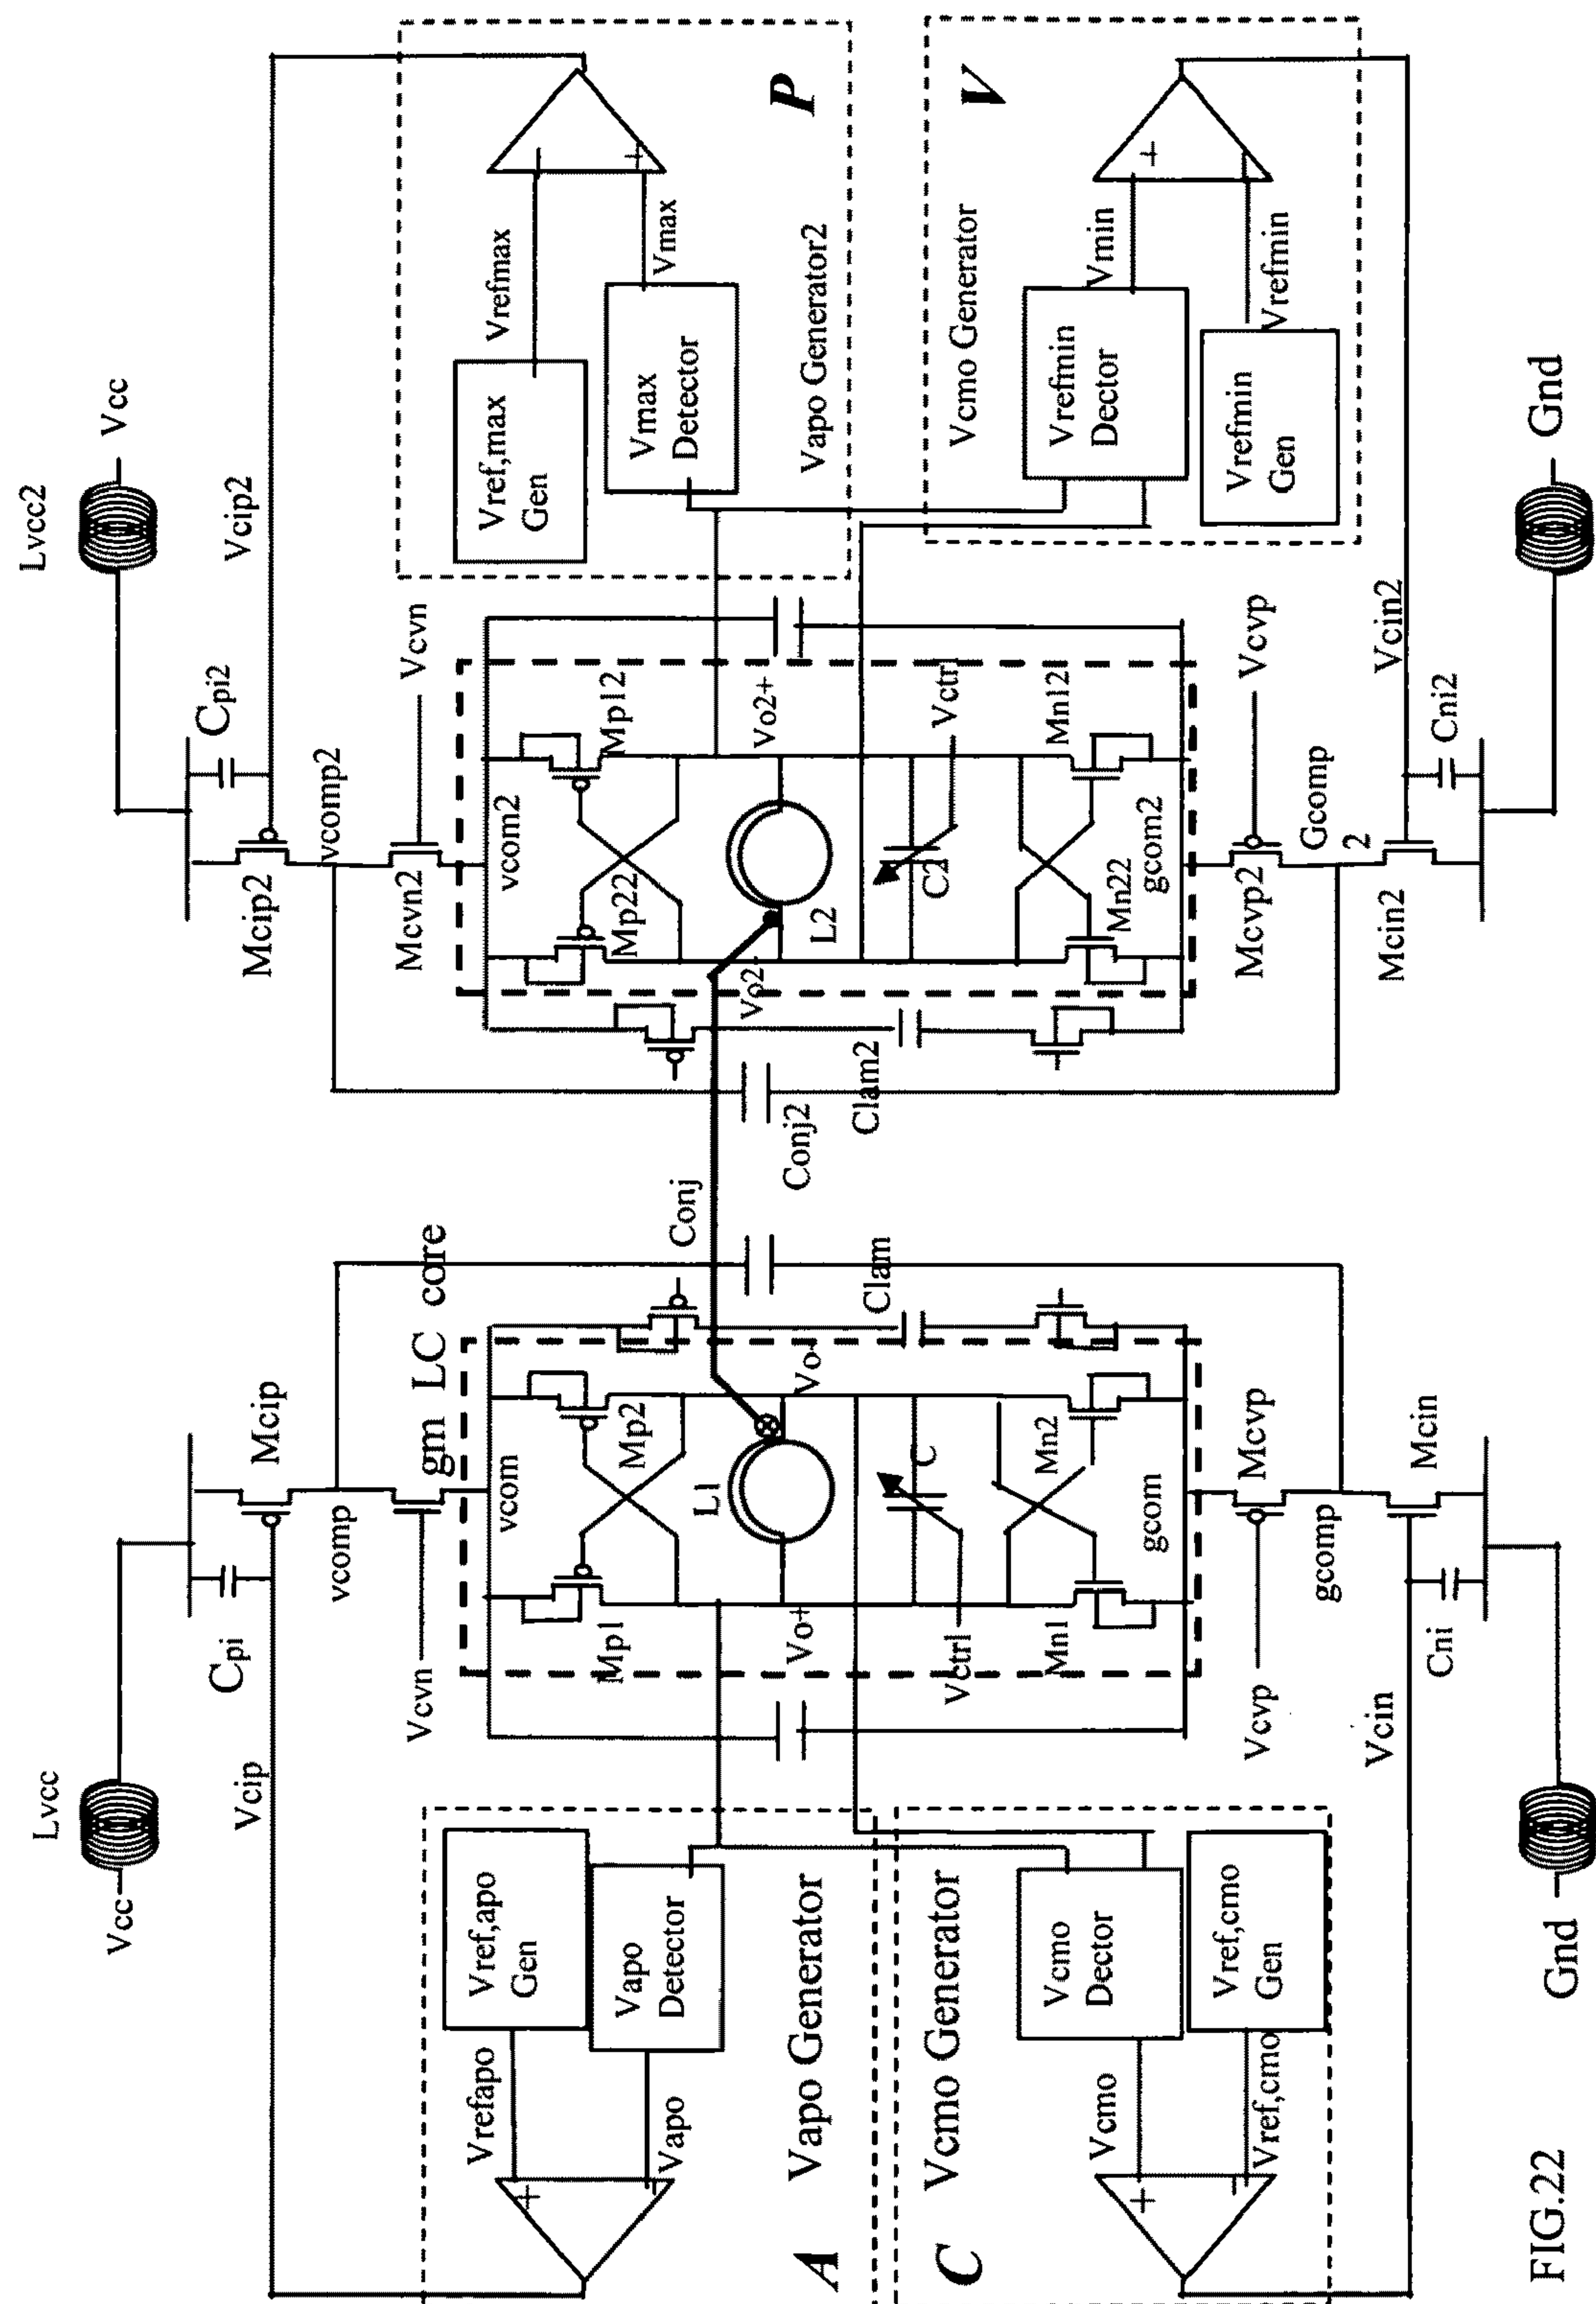 Lvcc
Vcc
Vcip
Cpi
Mcip
vcomp
Vcvn
gm LC core
vcom
Mp1
Mp2
L1
Vo+
Vo-
C
Vctrl
Mn1
Mn2
gcom
Vcvp
Mcvp
gcomp
Vcin
Cni
Mcin
Gnd
Clam
Conj
Vrefapo
Vref,apo
Gen
Vapo
Detector
Vapo
+
-
A
Vapo Generator
C
Vcmo Generator
Vcmo
Dector
Vcmo
Vref,cmo
Gen
Vref,cmo
+
-
Lvcc2
Vcc
Vcip2
Cpi2
Mcip2
vcomp2
Mcvn2
Vcvn
vcom2
Mp22
Mp12
L2
Vo2-
Vo2+
C2
Vctrl
Mn22
Mn12
gcom2
Mcvp2
Vcvp
Gcomp
2
Mcin2
Vcin2
Cni2
Gnd
Conj2
Clam2
Vref,max
Gen
Vrefmax
Vmax
Detector
Vmax
-
+
P
Vapo Generator2
Vcmo Generator
V
Vrefmin
Dector
Vmin
Vrefmin
Gen
Vrefmin
+
-
FIG.22